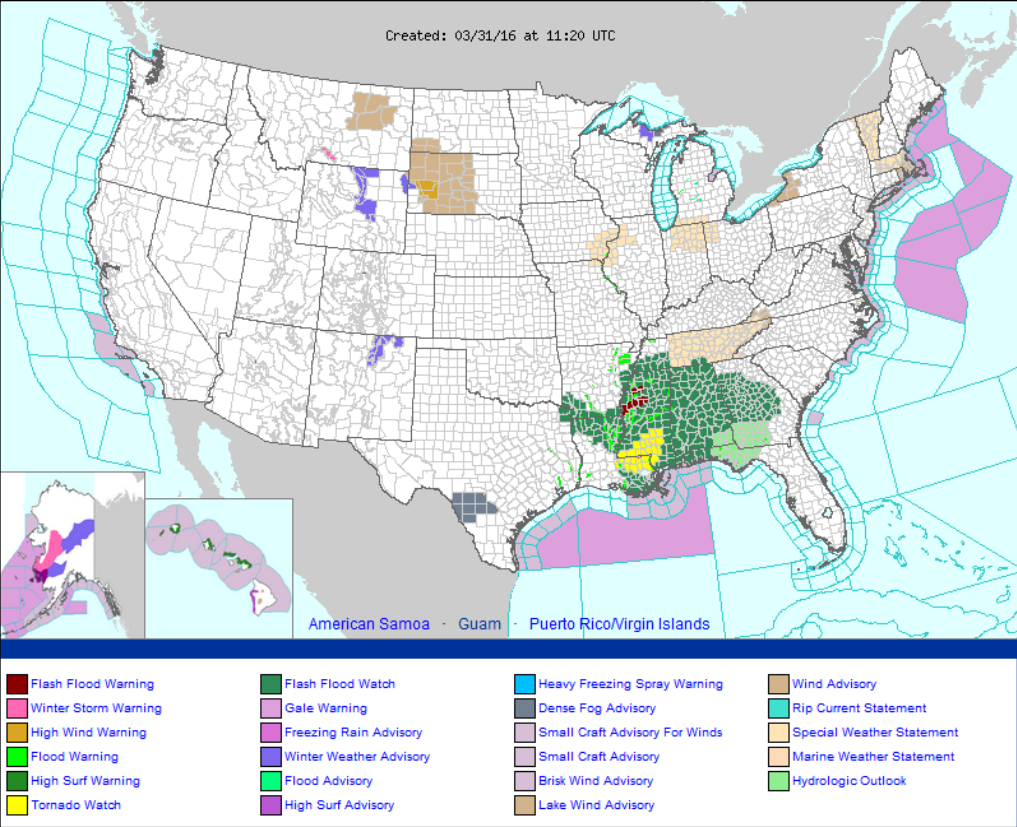 Created: 03/31/16 at 11:20 UTC
American Samoa · Guam · Puerto Rico/Virgin Islands
Flash Flood Warning
Winter Storm Warning
High Wind Warning
Flood Warning
High Surf Warning
Tornado Watch
Flash Flood Watch
Gale Warning
Freezing Rain Advisory
Winter Weather Advisory
Flood Advisory
High Surf Advisory
Heavy Freezing Spray Warning
Dense Fog Advisory
Small Craft Advisory For Winds
Small Craft Advisory
Brisk Wind Advisory
Lake Wind Advisory
Wind Advisory
Rip Current Statement
Special Weather Statement
Marine Weather Statement
Hydrologic Outlook